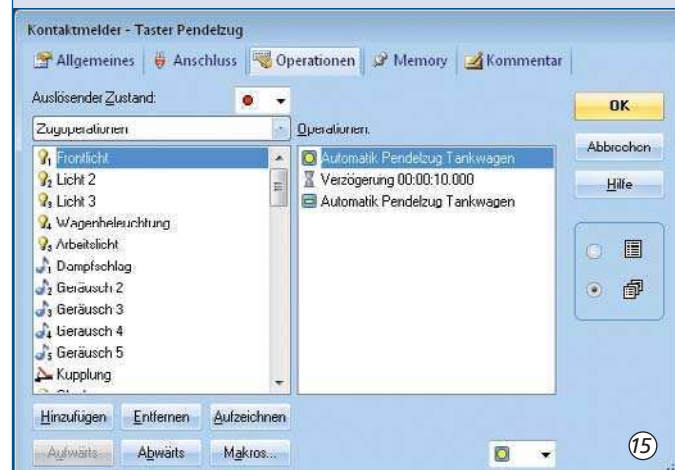 Kontaktmelder - Taster Pendelzug
Allgemeines Anschluss Operationen Memory Kommentar
Auslösender Zustand:
OK
Zugoperationen
Operationen:
Abbrechen
Frontlicht
Automatik Pendelzug Tankwagen
Licht 2
Verzögerung 00:00:10.000
Hilfe
Licht 3
Automatik Pendelzug Tankwagen
Wagenbeleuchtung
Arbeitslicht
Dampfschlag
Geräusch 2
Geräusch 3
Geräusch 4
Geräusch 5
Kupplung
Hinzufügen Entfernen Aufzeichnen
Aufwärts Abwärts Makros...
15